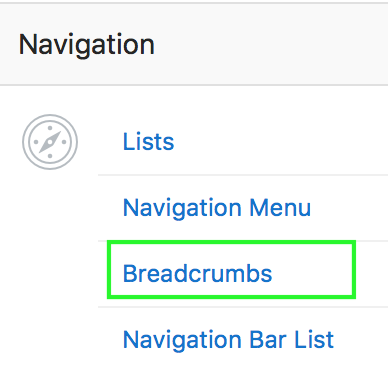 Navigation
Lists
Navigation Menu
Breadcrumbs
Navigation Bar List